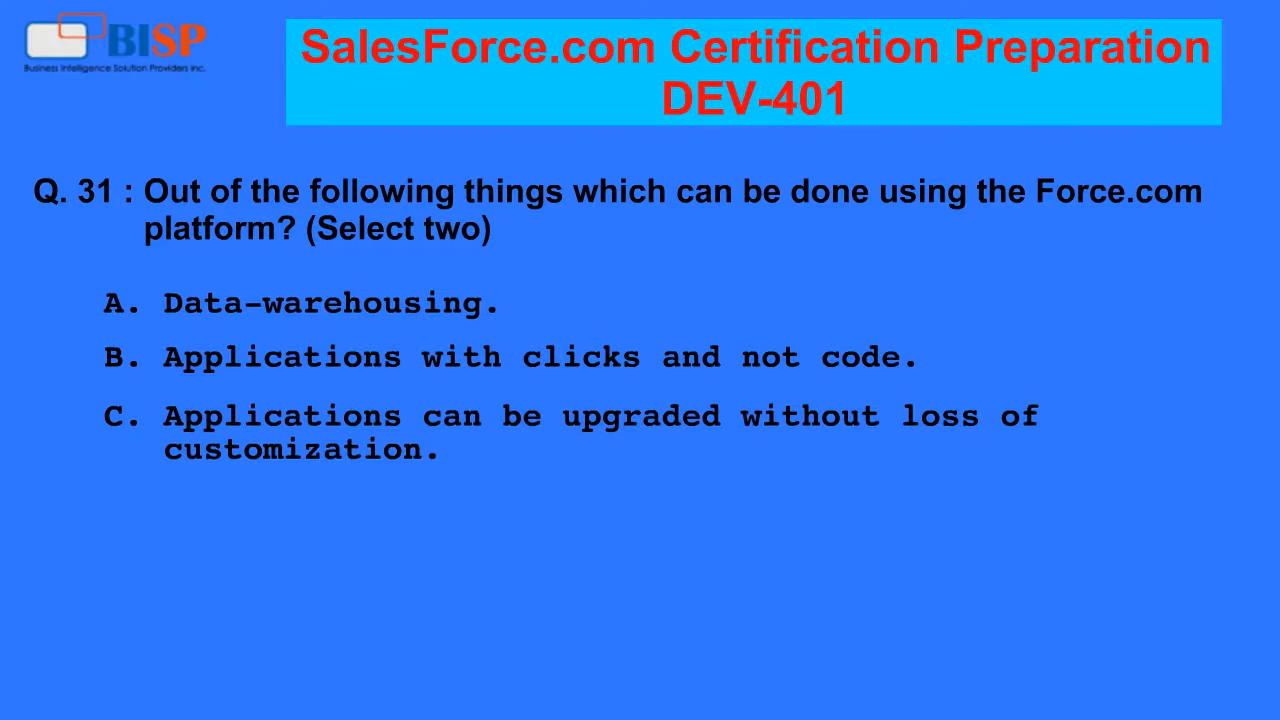 BISP
Business Intelligence Solution Providers Inc.
SalesForce.com Certification Preparation
DEV-401
Q. 31 : Out of the following things which can be done using the Force.com
platform? (Select two)
A. Data-warehousing.
B. Applications with clicks and not code.
C. Applications can be upgraded without loss of
customization.